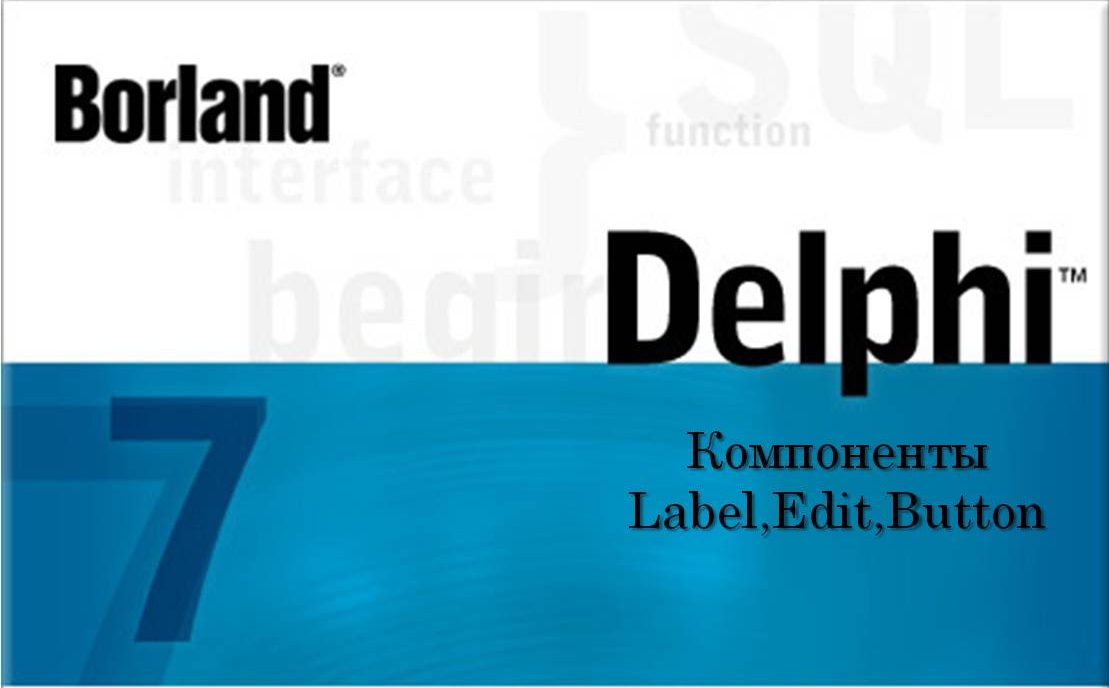 SQL
Borland®
function
interface
begin
Delphi™
7
Компоненты
Label,Edit,Button